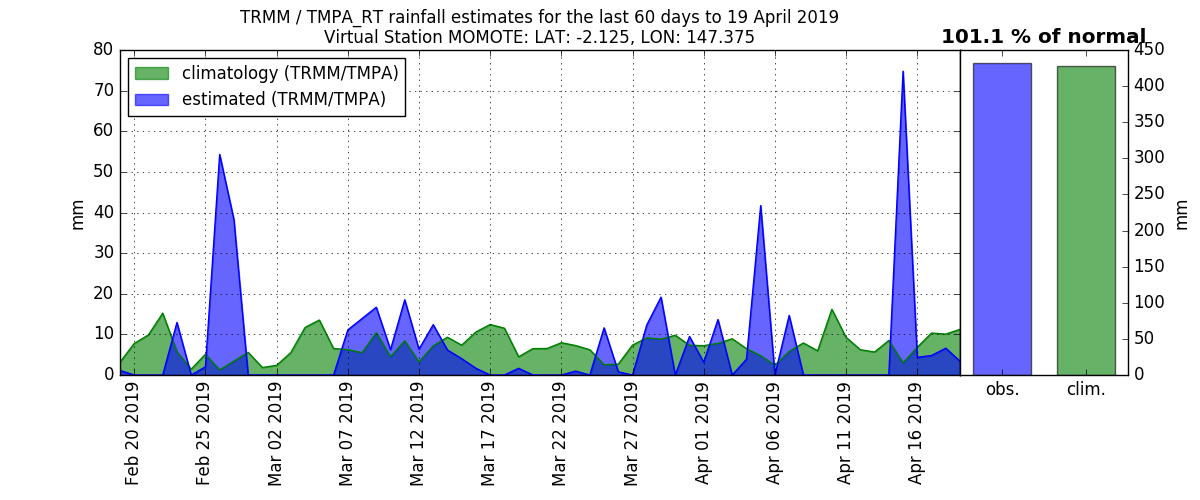 TRMM / TMPA_RT rainfall estimates for the last 60 days to 19 April 2019
Virtual Station MOMOTE: LAT: -2.125, LON: 147.375
101.1 % of normal
climatology (TRMM/TMPA)
estimated (TRMM/TMPA)
mm
80
70
60
50
40
30
20
10
0
450
400
350
300
250
200
150
100
50
0
mm
Feb 20 2019
Feb 25 2019
Mar 02 2019
Mar 07 2019
Mar 12 2019
Mar 17 2019
Mar 22 2019
Mar 27 2019
Apr 01 2019
Apr 06 2019
Apr 11 2019
Apr 16 2019
obs.
clim.